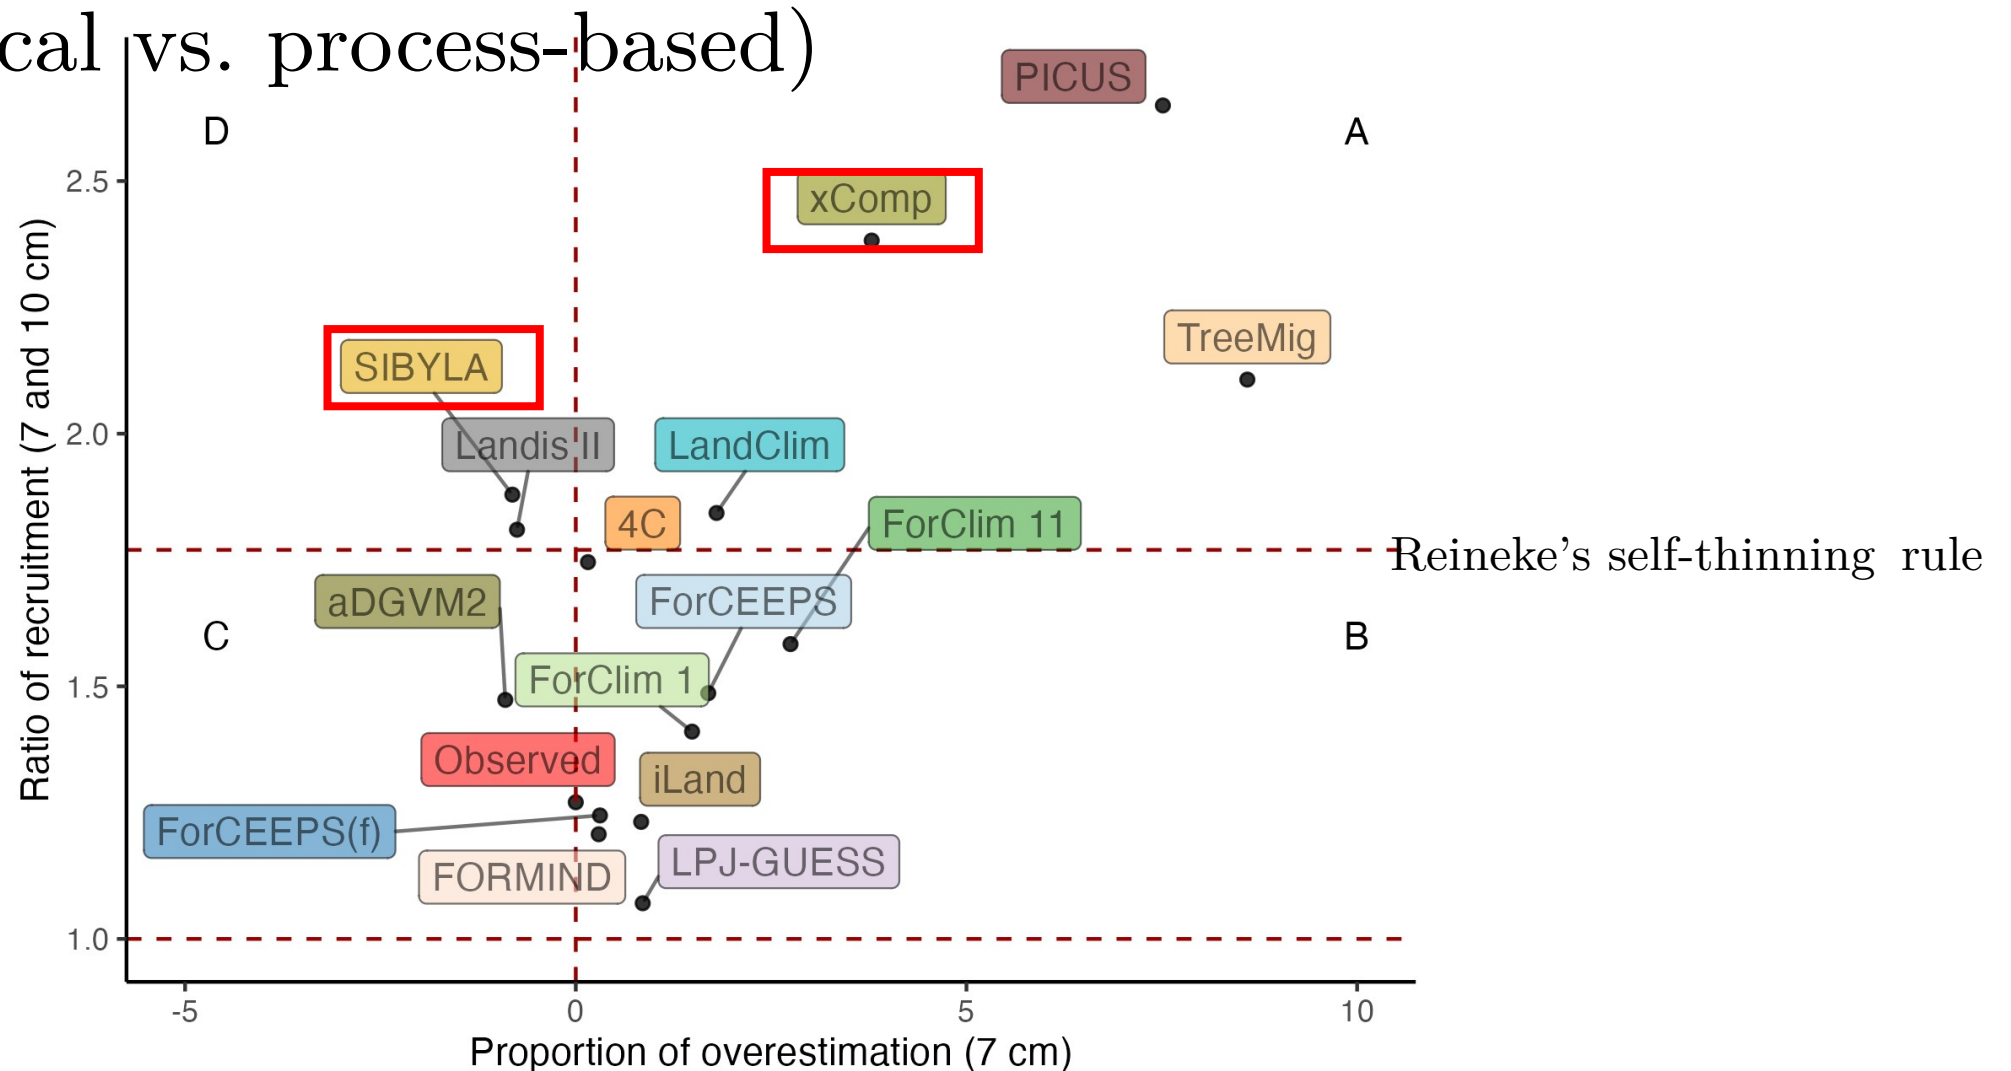 cal vs. process-based)
PICUS
D
A
2.5
xComp
TreeMig
SIBYLA
2.0
Landis II
LandClim
4C
ForClim 11
Reineke's self-thinning rule
aDGVM2
ForCEEPS
C
B
ForClim 1
1.5
Observed
iLand
ForCEEPS(f)
LPJ-GUESS
FORMIND
1.0
-5
0
5
10
Proportion of overestimation (7 cm)
Ratio of recruitment (7 and 10 cm)